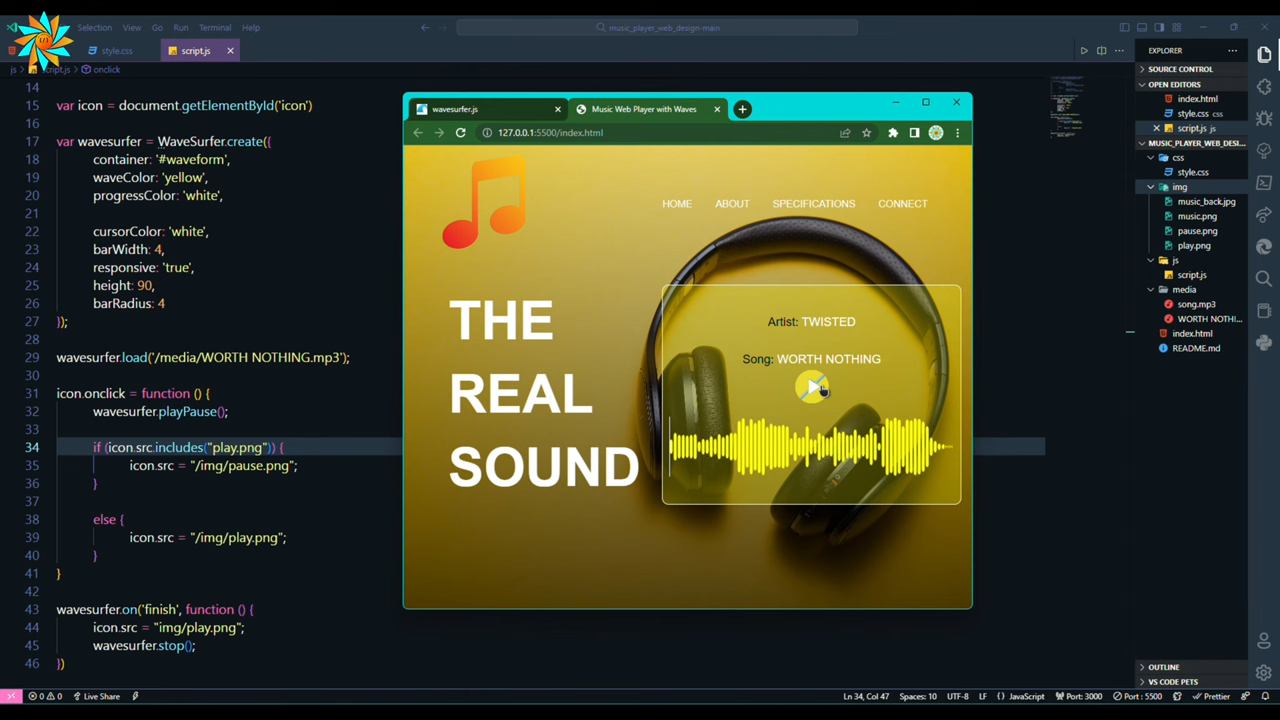 Selection View Go Run Terminal Help
music_player_web_design-main
style.css script.js
js script.js onclick
EXPLORER
SOURCE CONTROL
OPEN EDITORS
index.html
style.css css
script.js js
MUSIC_PLAYER_WEB_DESI...
css
style.css
img
music_back.jpg
music.png
pause.png
play.png
js
script.js
media
song.mp3
WORTH NOTHI...
index.html
README.md
OUTLINE
VS CODE PETS
14
15 var icon = document.getElementById('icon')
16
17 var wavesurfer = WaveSurfer.create({
18 container: '#waveform',
19 waveColor: 'yellow',
20 progressColor: 'white',
21
22 cursorColor: 'white',
23 barWidth: 4,
24 responsive: 'true',
25 height: 90,
26 barRadius: 4
27 });
28
29 wavesurfer.load('/media/WORTH NOTHING.mp3');
30
31 icon.onclick = function () {
32 wavesurfer.playPause();
33
34 if (icon.src.includes("play.png")) {
35 icon.src = "/img/pause.png";
36 }
37
38 else {
39 icon.src = "/img/play.png";
40 }
41 }
42
43 wavesurfer.on('finish', function () {
44 icon.src = "img/play.png";
45 wavesurfer.stop();
46 })
wavesurfer.js Music Web Player with Waves
127.0.0.1:5500/index.html
HOME ABOUT SPECIFICATIONS CONNECT
THE
REAL
SOUND
Artist: TWISTED
Song: WORTH NOTHING
0 0 Live Share
Ln 34, Col 47 Spaces: 10 UTF-8 LF JavaScript Port: 3000 Port : 5500 Prettier